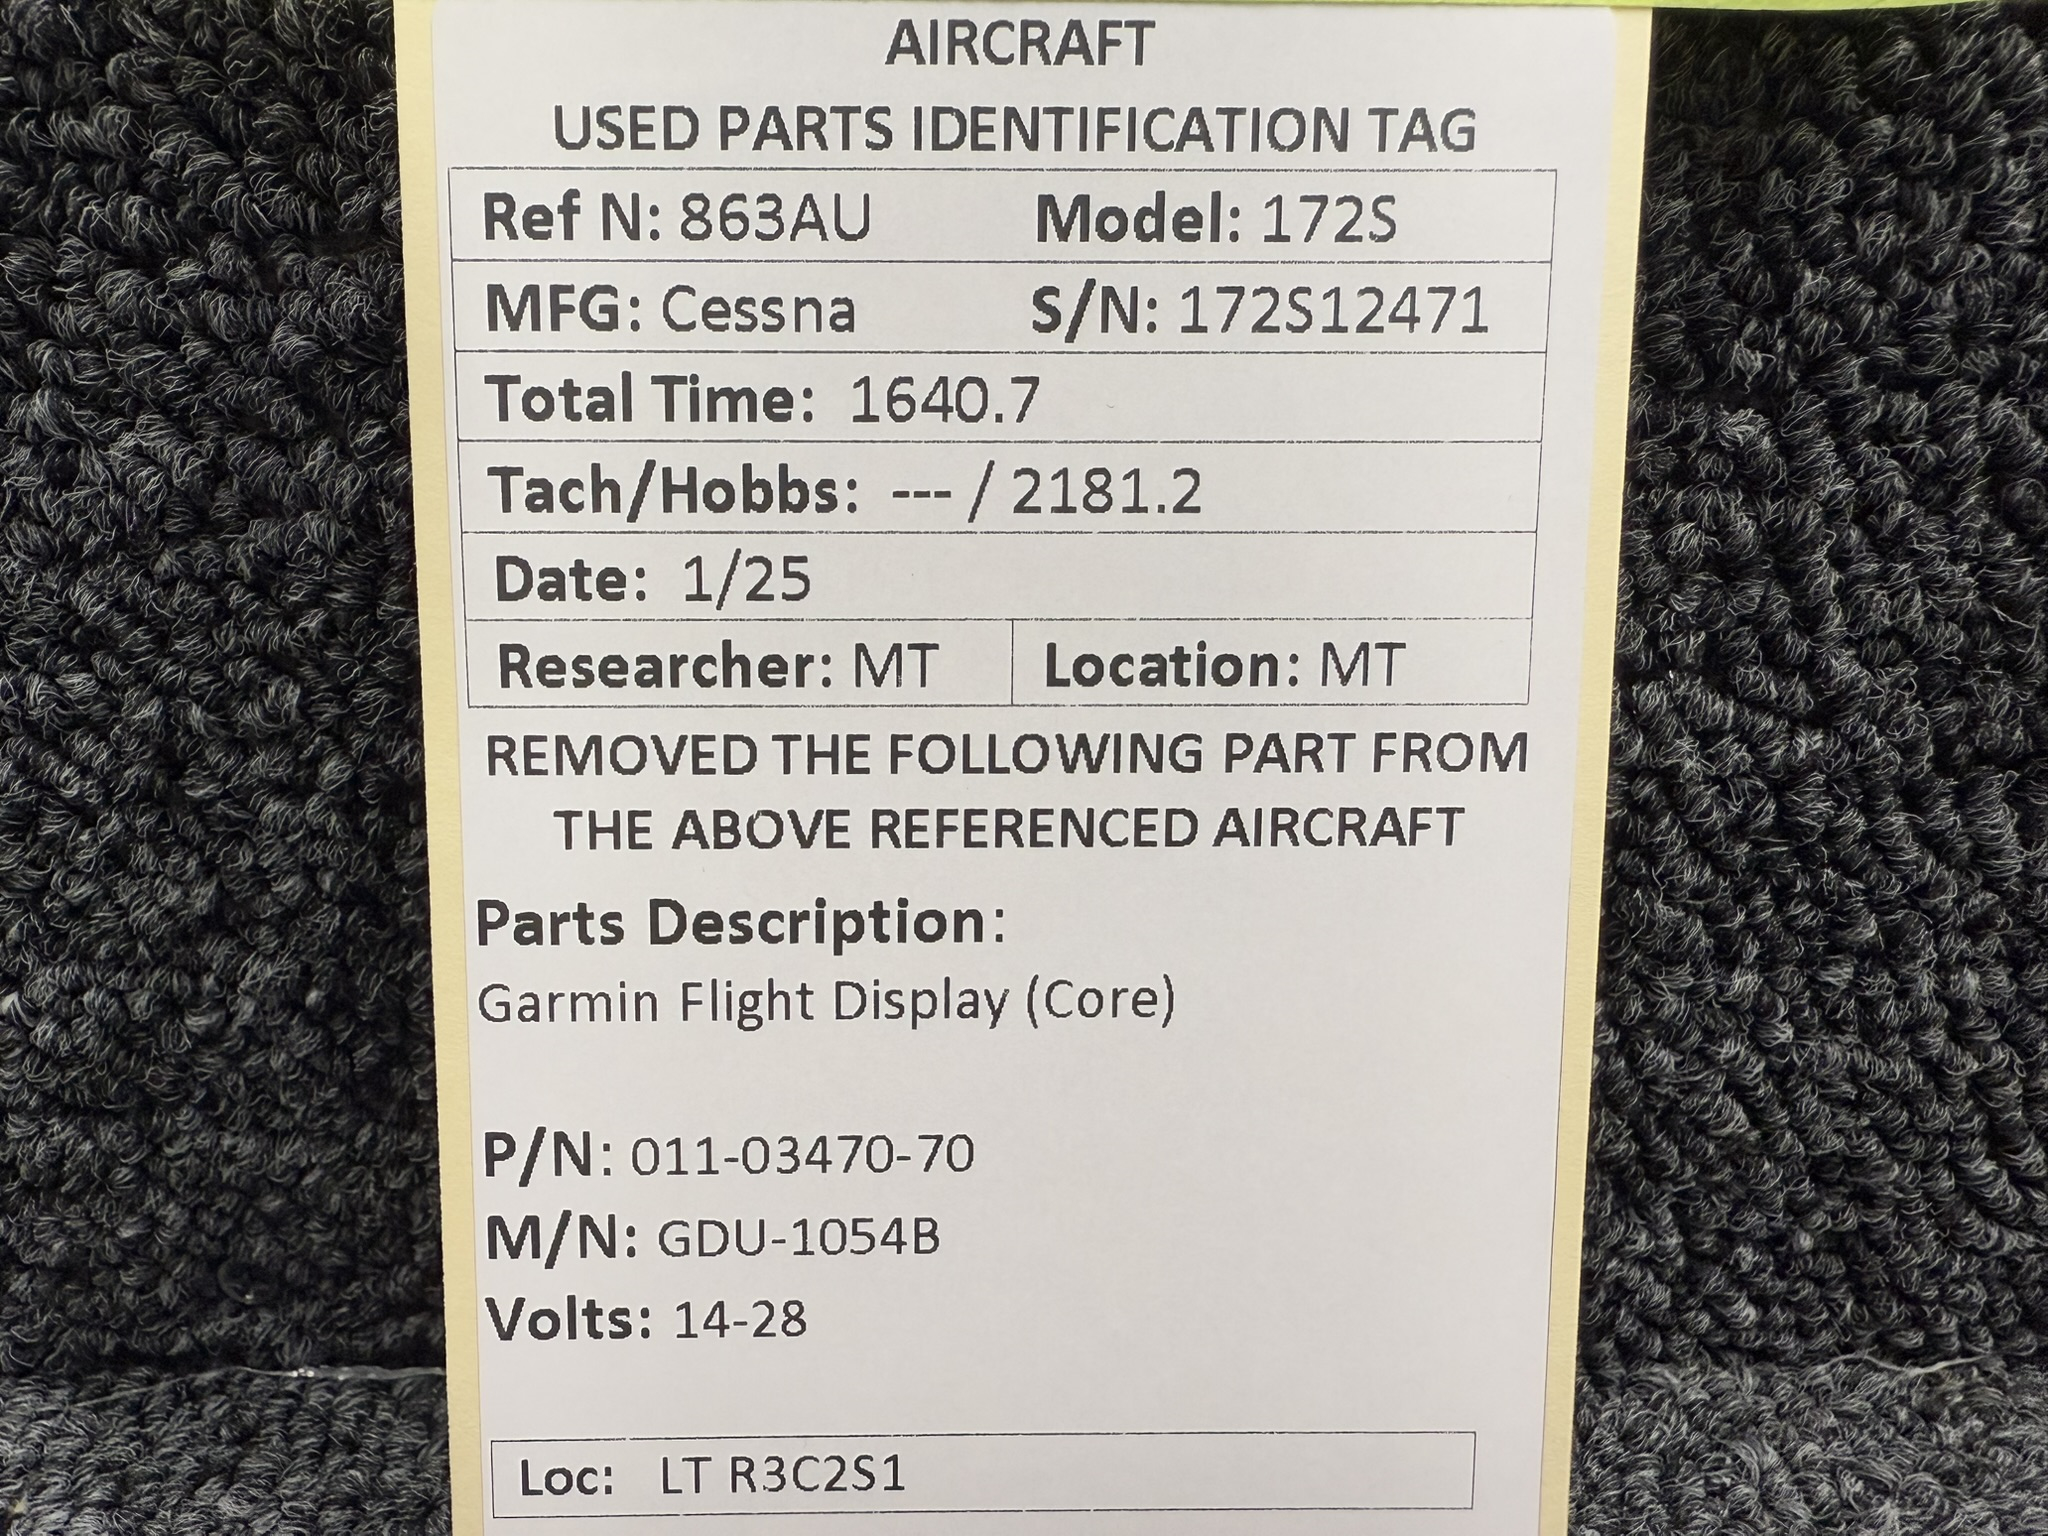 AIRCRAFT
USED PARTS IDENTIFICATION TAG
Ref N: 863AU Model: 172S
MFG: Cessna S/N: 172S12471
Total Time: 1640.7
Tach/Hobbs: --- / 2181.2
Date: 1/25
Researcher: MT Location: MT
REMOVED THE FOLLOWING PART FROM
THE ABOVE REFERENCED AIRCRAFT
Parts Description:
Garmin Flight Display (Core)
P/N: 011-03470-70
M/N: GDU-1054B
Volts: 14-28
Loc: LT R3C2S1